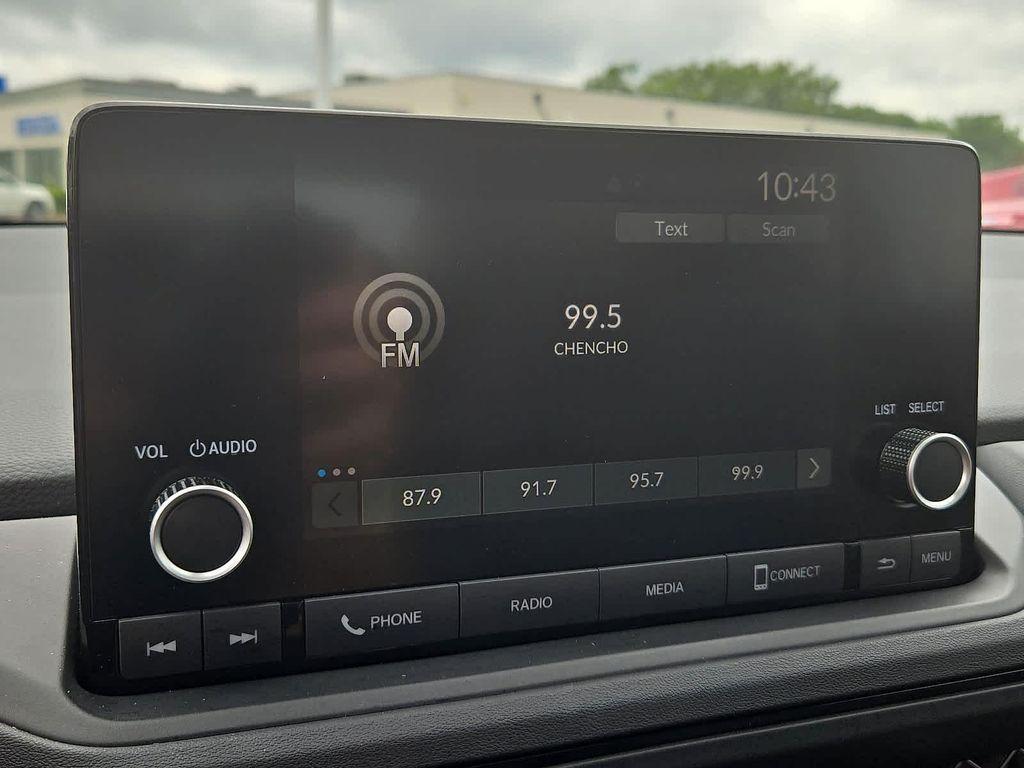 10:43
Text Scan
99.5
FM
CHENCHO
LIST SELECT
VOL AUDIO
87.9 91.7 95.7 99.9
PHONE RADIO MEDIA CONNECT MENU